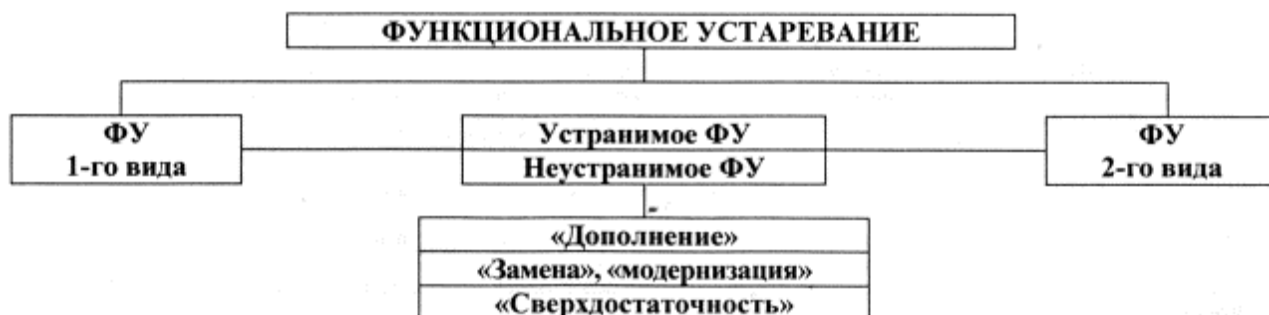 ФУНКЦИОНАЛЬНОЕ УСТАРЕВАНИЕ
ФУ
1-го вида
Устранимое ФУ
Неустранимое ФУ
ФУ
2-го вида
«Дополнение»
«Замена», «модернизация»
«Сверхдостаточность»